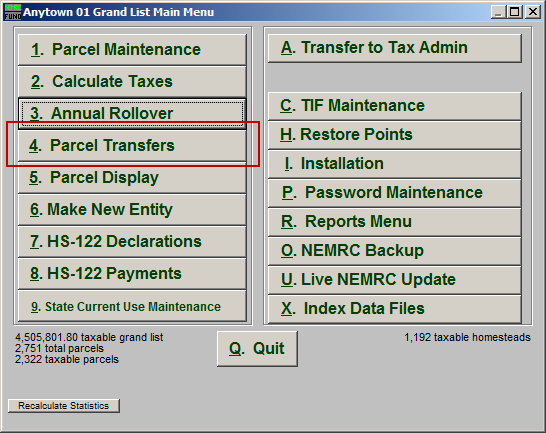 FUND
Anytown 01 Grand List Main Menu
1. Parcel Maintenance
2. Calculate Taxes
3. Annual Rollover
4. Parcel Transfers
5. Parcel Display
6. Make New Entity
7. HS-122 Declarations
8. HS-122 Payments
9. State Current Use Maintenance
A. Transfer to Tax Admin
C. TIF Maintenance
H. Restore Points
I. Installation
P. Password Maintenance
R. Reports Menu
O. NEMRC Backup
U. Live NEMRC Update
X. Index Data Files
4,505,801.80 taxable grand list
2,751 total parcels
2,322 taxable parcels
Q. Quit
1,192 taxable homesteads
Recalculate Statistics